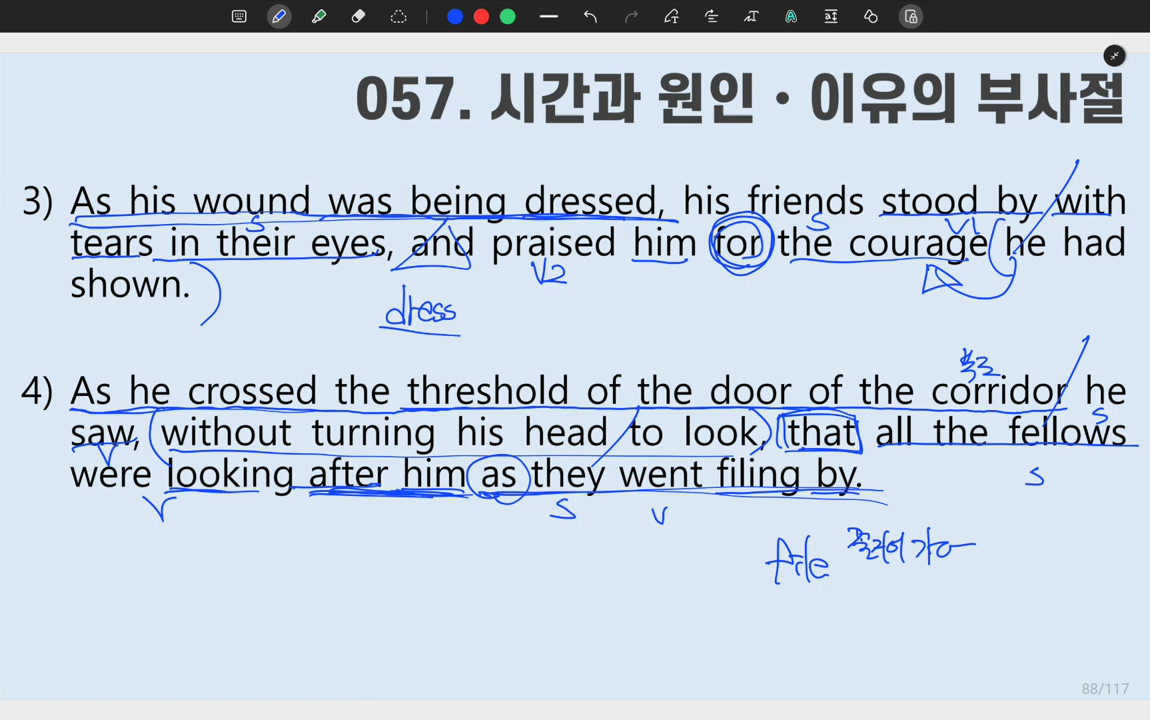 057. 시간과 원인·이유의 부사절
3) As his wound was being dressed, his friends stood by with
S S V1
tears in their eyes, and praised him for the courage he had
V2
shown.
dress
복도
4) As he crossed the threshold of the door of the corridor he
S
saw, without turning his head to look, that all the fellows
V S
were looking after him as they went filing by.
V S V
file 줄지어 가다
88/117